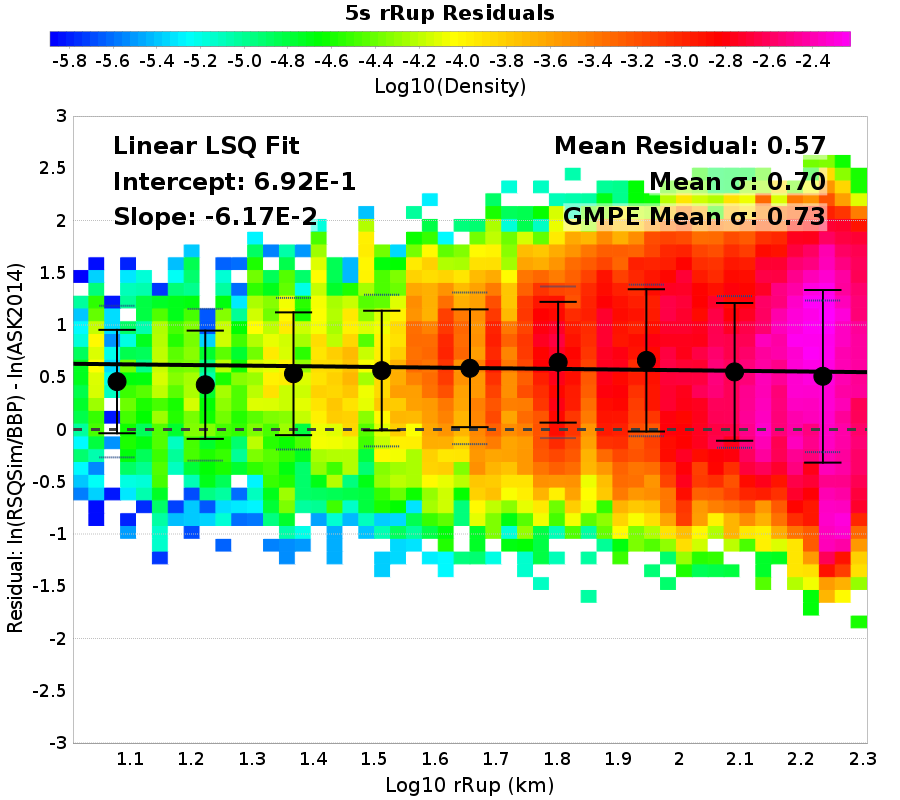 5s rRup Residuals
-5.8 -5.6 -5.4 -5.2 -5.0 -4.8 -4.6 -4.4 -4.2 -4.0 -3.8 -3.6 -3.4 -3.2 -3.0 -2.8 -2.6 -2.4
Log10(Density)
Linear LSQ Fit
Intercept: 6.92E-1
Slope: -6.17E-2
Mean Residual: 0.57
Mean σ: 0.70
GMPE Mean σ: 0.73
Residual: ln(RSQSim/BBP) - ln(ASK2014)
3
2.5
2
1.5
1
0.5
0
-0.5
-1
-1.5
-2
-2.5
-3
1.1 1.2 1.3 1.4 1.5 1.6 1.7 1.8 1.9 2 2.1 2.2 2.3
Log10 rRup (km)